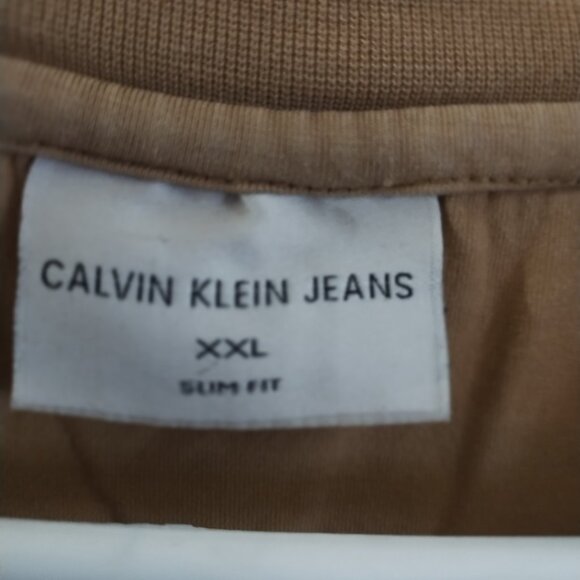 CALVIN KLEIN JEANS
XXL
SLIM FIT